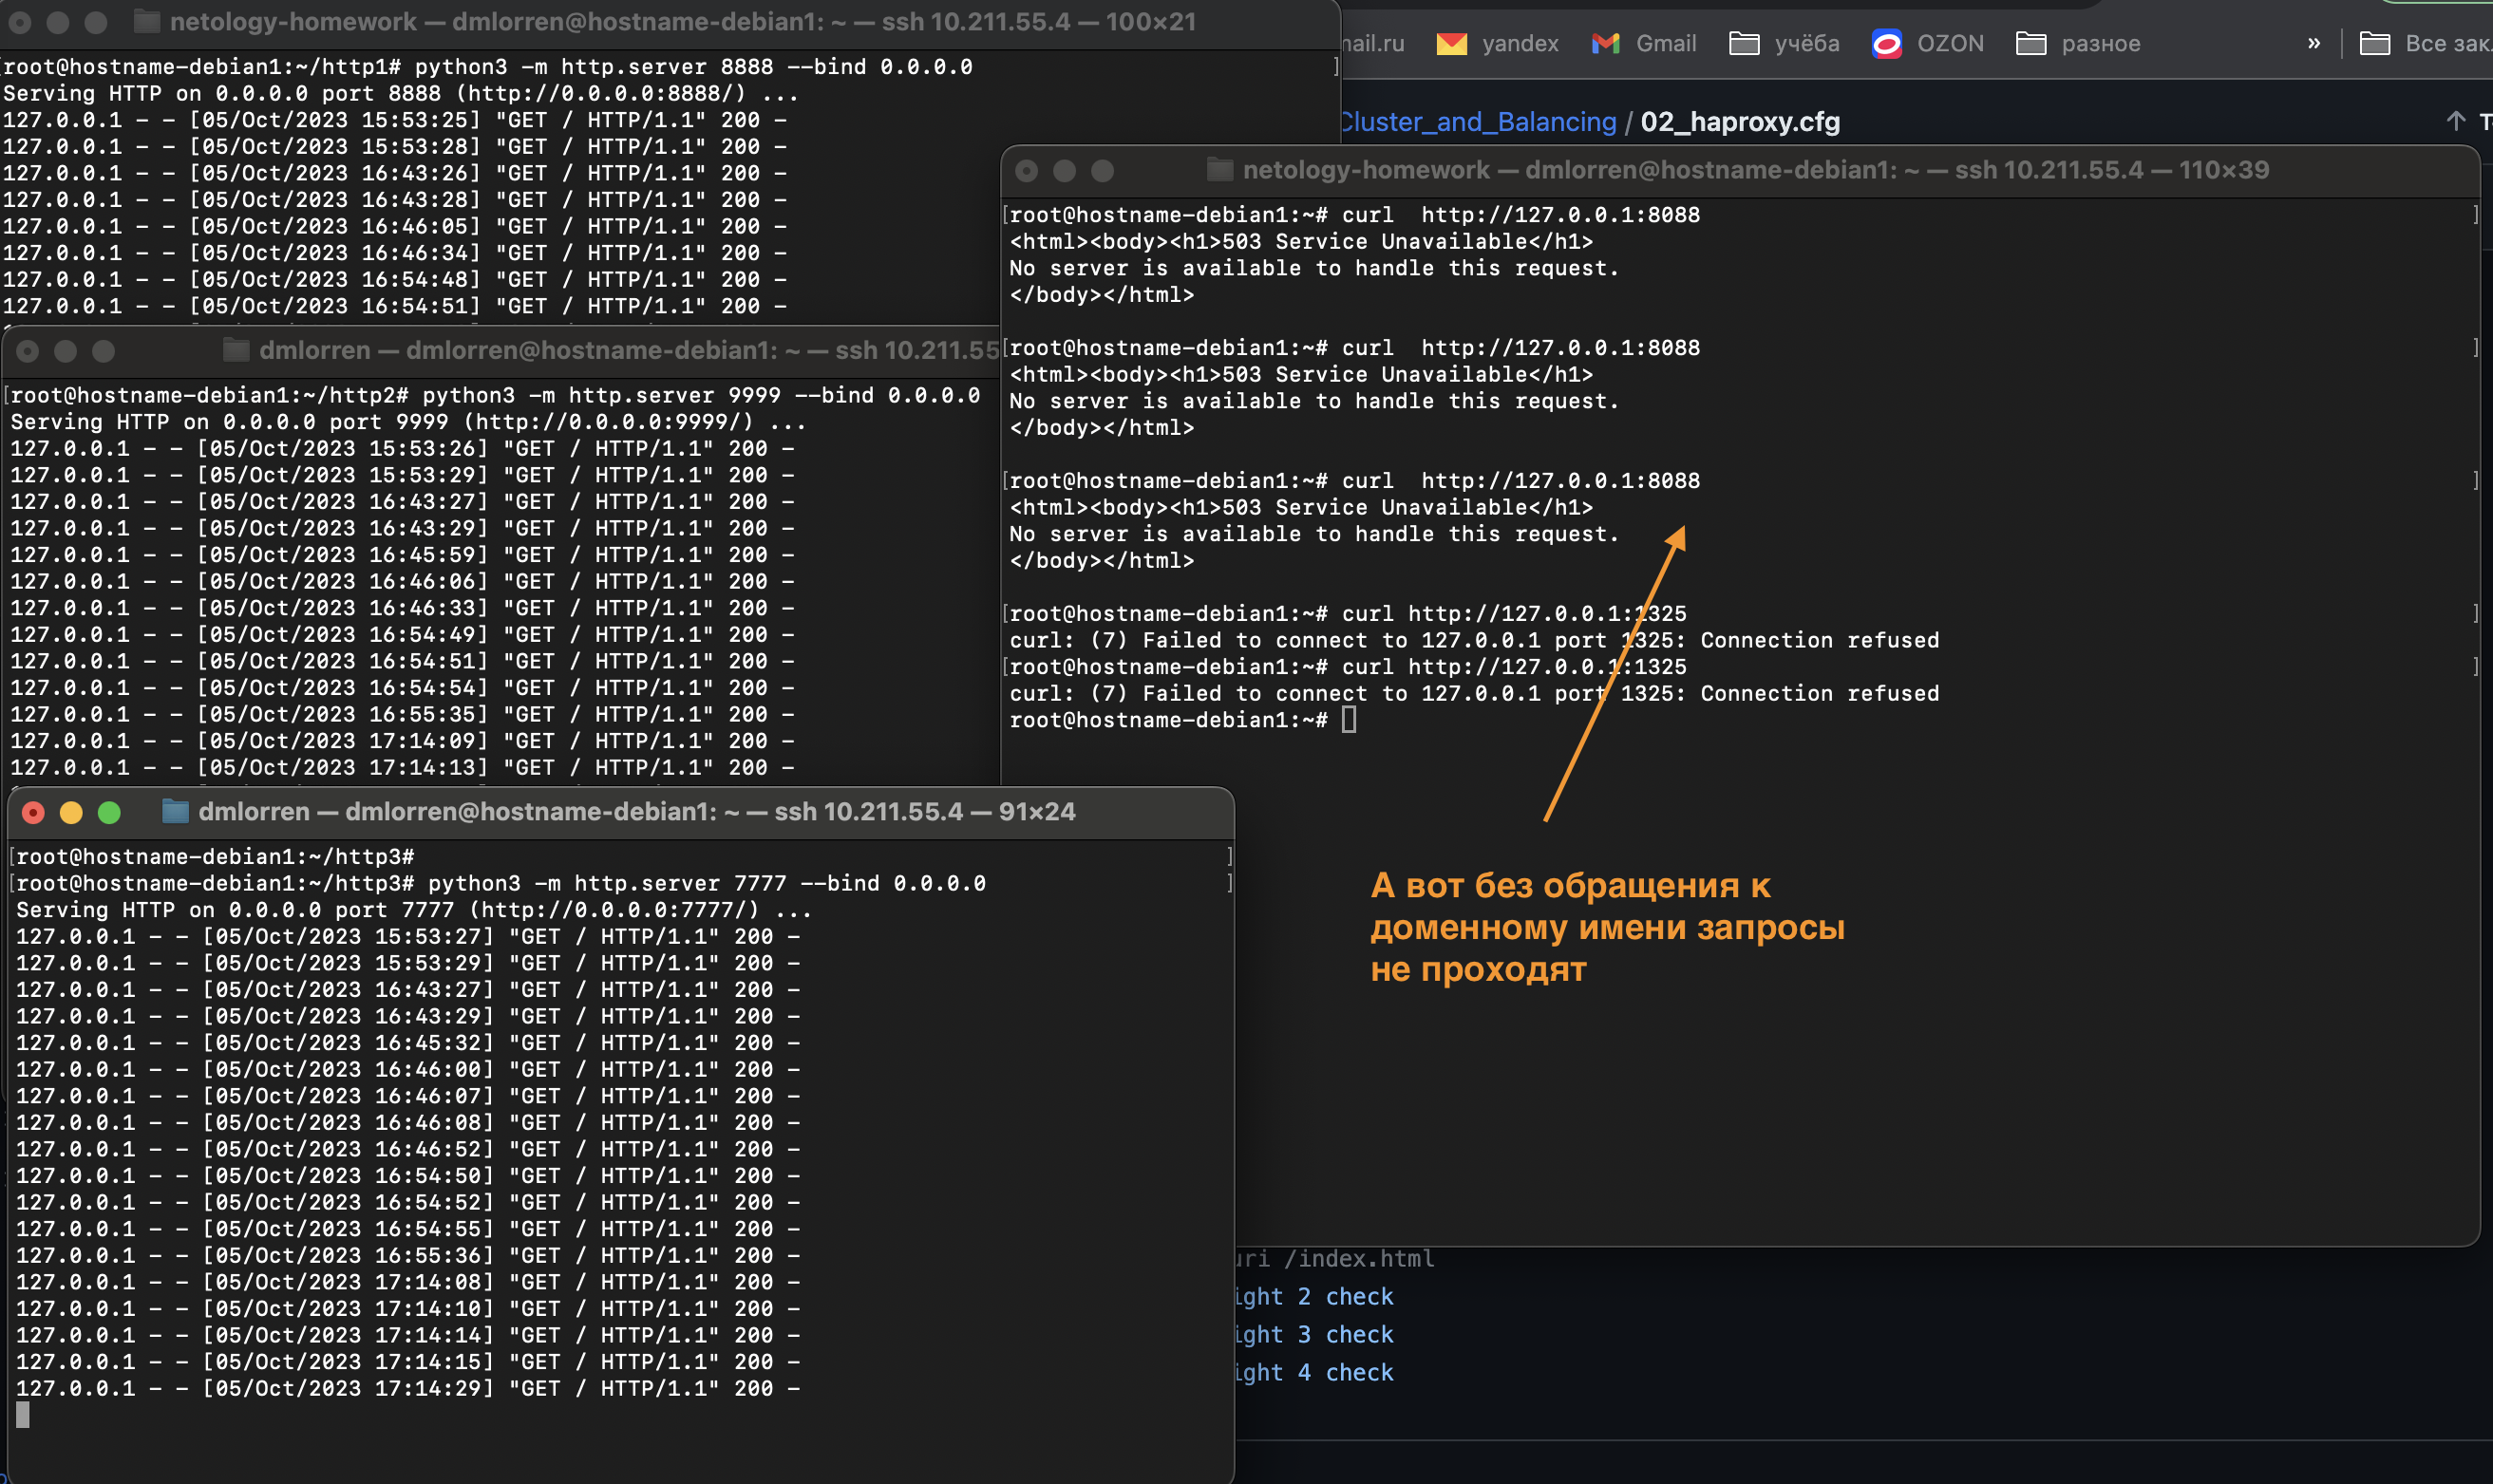 netology-homework — dmlorren@hostname-debian1: ~ — ssh 10.211.55.4 — 100×21
[root@hostname-debian1:~/http1# python3 -m http.server 8888 --bind 0.0.0.0 ]
Serving HTTP on 0.0.0.0 port 8888 (http://0.0.0.0:8888/) ...
127.0.0.1 - - [05/Oct/2023 15:53:25] "GET / HTTP/1.1" 200 -
127.0.0.1 - - [05/Oct/2023 15:53:28] "GET / HTTP/1.1" 200 -
127.0.0.1 - - [05/Oct/2023 16:43:26] "GET / HTTP/1.1" 200 -
127.0.0.1 - - [05/Oct/2023 16:43:28] "GET / HTTP/1.1" 200 -
127.0.0.1 - - [05/Oct/2023 16:46:05] "GET / HTTP/1.1" 200 -
127.0.0.1 - - [05/Oct/2023 16:46:34] "GET / HTTP/1.1" 200 -
127.0.0.1 - - [05/Oct/2023 16:54:48] "GET / HTTP/1.1" 200 -
127.0.0.1 - - [05/Oct/2023 16:54:51] "GET / HTTP/1.1" 200 -
mail.ru yandex Gmail учёба OZON разное » Все зак
Cluster_and_Balancing / 02_haproxy.cfg
dmlorren — dmlorren@hostname-debian1: ~ — ssh 10.211.55
[root@hostname-debian1:~/http2# python3 -m http.server 9999 --bind 0.0.0.0
Serving HTTP on 0.0.0.0 port 9999 (http://0.0.0.0:9999/) ...
127.0.0.1 - - [05/Oct/2023 15:53:26] "GET / HTTP/1.1" 200 -
127.0.0.1 - - [05/Oct/2023 15:53:29] "GET / HTTP/1.1" 200 -
127.0.0.1 - - [05/Oct/2023 16:43:27] "GET / HTTP/1.1" 200 -
127.0.0.1 - - [05/Oct/2023 16:43:29] "GET / HTTP/1.1" 200 -
127.0.0.1 - - [05/Oct/2023 16:45:59] "GET / HTTP/1.1" 200 -
127.0.0.1 - - [05/Oct/2023 16:46:06] "GET / HTTP/1.1" 200 -
127.0.0.1 - - [05/Oct/2023 16:46:33] "GET / HTTP/1.1" 200 -
127.0.0.1 - - [05/Oct/2023 16:54:49] "GET / HTTP/1.1" 200 -
127.0.0.1 - - [05/Oct/2023 16:54:51] "GET / HTTP/1.1" 200 -
127.0.0.1 - - [05/Oct/2023 16:54:54] "GET / HTTP/1.1" 200 -
127.0.0.1 - - [05/Oct/2023 16:55:35] "GET / HTTP/1.1" 200 -
127.0.0.1 - - [05/Oct/2023 17:14:09] "GET / HTTP/1.1" 200 -
127.0.0.1 - - [05/Oct/2023 17:14:13] "GET / HTTP/1.1" 200 -
netology-homework — dmlorren@hostname-debian1: ~ — ssh 10.211.55.4 — 110×39
[root@hostname-debian1:~# curl  http://127.0.0.1:8088 ]
<html><body><h1>503 Service Unavailable</h1>
No server is available to handle this request.
</body></html>
[root@hostname-debian1:~# curl  http://127.0.0.1:8088 ]
<html><body><h1>503 Service Unavailable</h1>
No server is available to handle this request.
</body></html>
[root@hostname-debian1:~# curl  http://127.0.0.1:8088 ]
<html><body><h1>503 Service Unavailable</h1>
No server is available to handle this request.
</body></html>
[root@hostname-debian1:~# curl http://127.0.0.1:1325 ]
curl: (7) Failed to connect to 127.0.0.1 port 1325: Connection refused
[root@hostname-debian1:~# curl http://127.0.0.1:1325 ]
curl: (7) Failed to connect to 127.0.0.1 port 1325: Connection refused
root@hostname-debian1:~#
А вот без обращения к
доменному имени запросы
не проходят
dmlorren — dmlorren@hostname-debian1: ~ — ssh 10.211.55.4 — 91×24
[root@hostname-debian1:~/http3# ]
[root@hostname-debian1:~/http3# python3 -m http.server 7777 --bind 0.0.0.0 ]
Serving HTTP on 0.0.0.0 port 7777 (http://0.0.0.0:7777/) ...
127.0.0.1 - - [05/Oct/2023 15:53:27] "GET / HTTP/1.1" 200 -
127.0.0.1 - - [05/Oct/2023 15:53:29] "GET / HTTP/1.1" 200 -
127.0.0.1 - - [05/Oct/2023 16:43:27] "GET / HTTP/1.1" 200 -
127.0.0.1 - - [05/Oct/2023 16:43:29] "GET / HTTP/1.1" 200 -
127.0.0.1 - - [05/Oct/2023 16:45:32] "GET / HTTP/1.1" 200 -
127.0.0.1 - - [05/Oct/2023 16:46:00] "GET / HTTP/1.1" 200 -
127.0.0.1 - - [05/Oct/2023 16:46:07] "GET / HTTP/1.1" 200 -
127.0.0.1 - - [05/Oct/2023 16:46:08] "GET / HTTP/1.1" 200 -
127.0.0.1 - - [05/Oct/2023 16:46:52] "GET / HTTP/1.1" 200 -
127.0.0.1 - - [05/Oct/2023 16:54:50] "GET / HTTP/1.1" 200 -
127.0.0.1 - - [05/Oct/2023 16:54:52] "GET / HTTP/1.1" 200 -
127.0.0.1 - - [05/Oct/2023 16:54:55] "GET / HTTP/1.1" 200 -
127.0.0.1 - - [05/Oct/2023 16:55:36] "GET / HTTP/1.1" 200 -
127.0.0.1 - - [05/Oct/2023 17:14:08] "GET / HTTP/1.1" 200 -
127.0.0.1 - - [05/Oct/2023 17:14:10] "GET / HTTP/1.1" 200 -
127.0.0.1 - - [05/Oct/2023 17:14:14] "GET / HTTP/1.1" 200 -
127.0.0.1 - - [05/Oct/2023 17:14:15] "GET / HTTP/1.1" 200 -
127.0.0.1 - - [05/Oct/2023 17:14:29] "GET / HTTP/1.1" 200 -
uri /index.html
ight 2 check
ight 3 check
ight 4 check